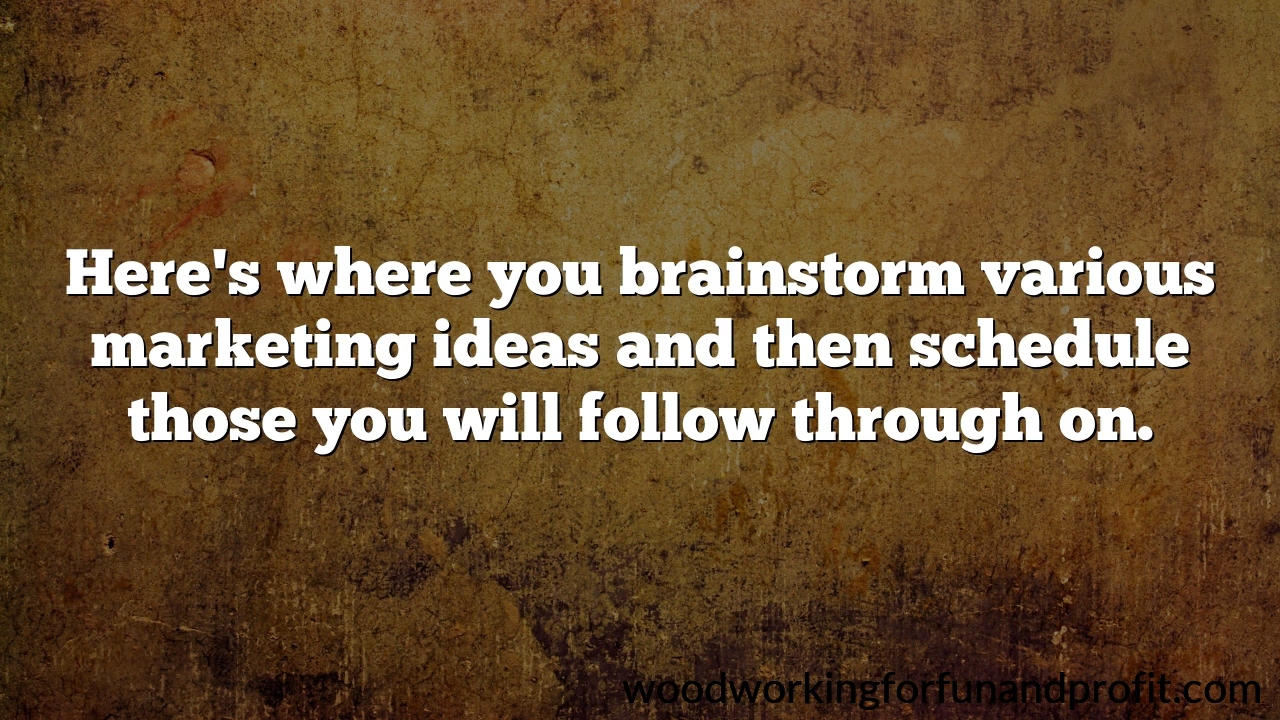 Here's where you brainstorm various
marketing ideas and then schedule
those you will follow through on.
woodworkingforfunandprofit.com